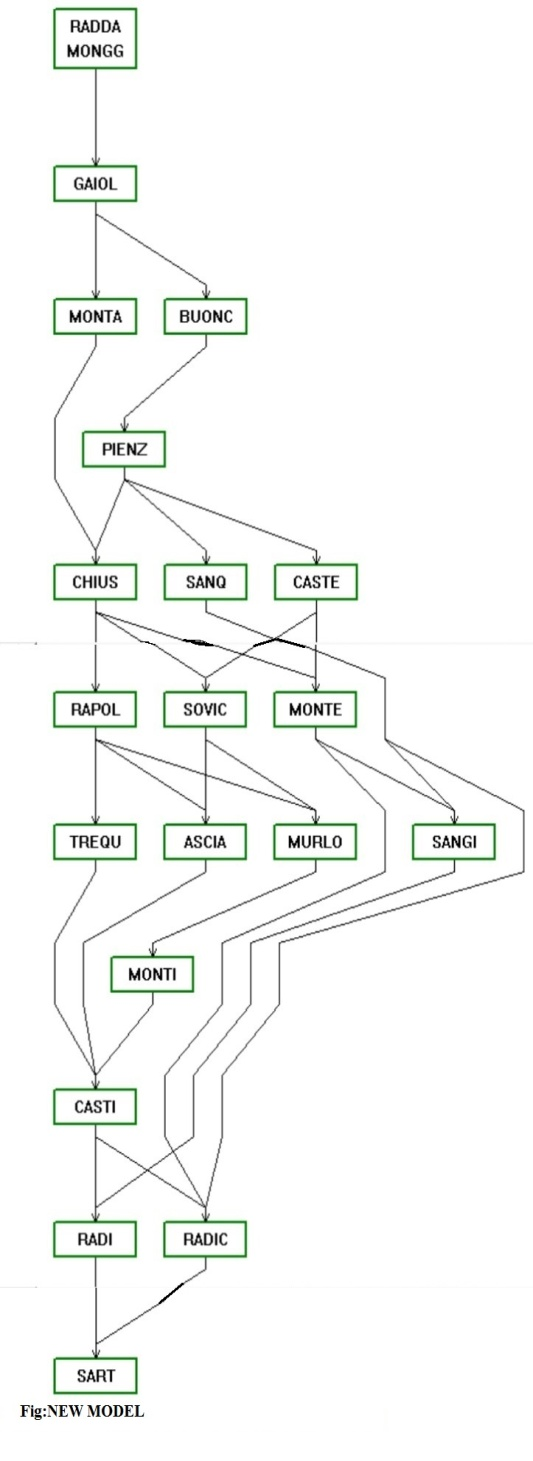 RADDA
MONGG
GAIOL
MONTA
BUONC
PIENZ
CHIUS
SANQ
CASTE
RAPOL
SOVIC
MONTE
TREQU
ASCIA
MURLO
SANGI
MONTI
CASTI
RADI
RADIC
SART
Fig:NEW MODEL